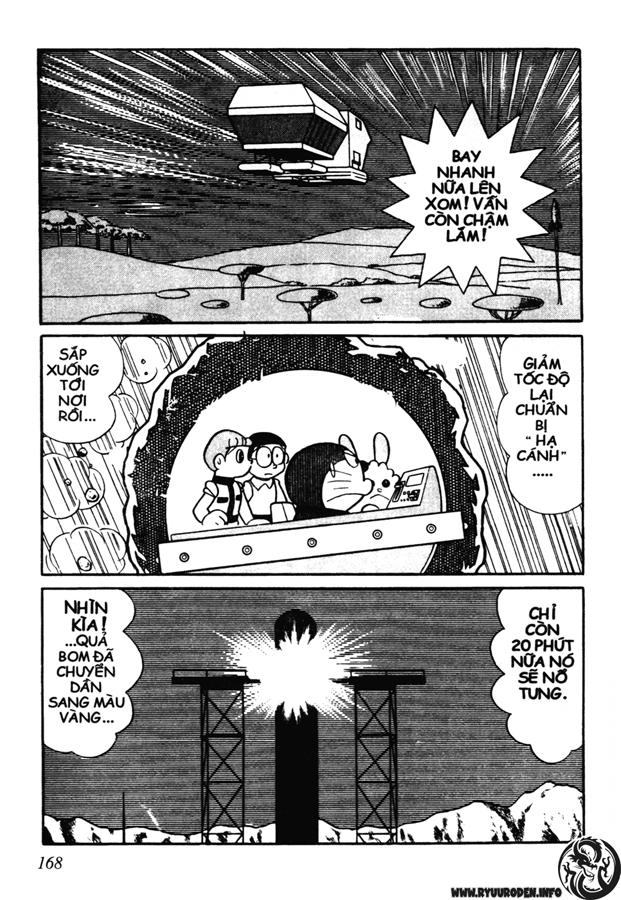 BAY
NHANH
NỮA LÊN
XOM! VẪN
CÒN CHẬM
LẮM!
SẮP
XUỐNG
TỚI
NƠI
RỒI...
GIẢM
TỐC ĐỘ
LẠI
CHUẨN
BỊ
"HẠ
CÁNH"
.....
NHÌN
KÌA!
...QUẢ
BOM ĐÃ
CHUYỂN
DẦN
SANG MÀU
VÀNG...
CHỈ
CÒN
20 PHÚT
NỮA NÓ
SẼ NỔ
TUNG.
168
WWW.RYUURODEN.INFO